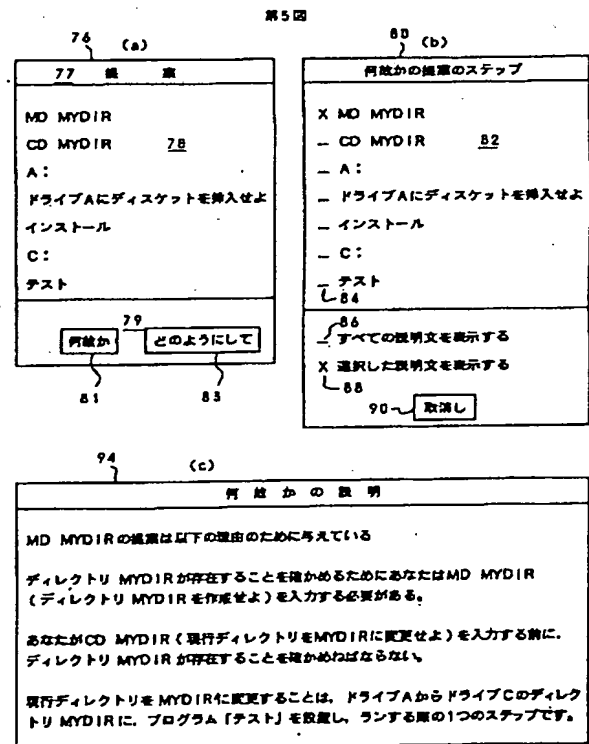 第5図
76 (a)
77 提 案
MD MYDIR
CD MYDIR 78
A:
ドライブAにディスケットを挿入せよ
インストール
C:
テスト
79
何故か どのようにして
81 83
80 (b)
何故かの提案のステップ
X MD MYDIR
_ CD MYDIR 82
_ A:
_ ドライブAにディスケットを挿入せよ
_ インストール
_ C:
_ テスト
84
86
_ すべての説明文を表示する
X 選択した説明文を表示する
88
90 取消し
94 (c)
何故かの説明
MD MYDIRの提案は以下の理由のために与えている
ディレクトリ MYDIRが存在することを確かめるためにあなたはMD MYDIR
(ディレクトリ MYDIRを作成せよ)を入力する必要がある。
あなたがCD MYDIR(現行ディレクトリをMYDIRに変更せよ)を入力する前に、
ディレクトリ MYDIRが存在することを確かめねばならない。
現行ディレクトリを MYDIRに変更することは、ドライブAからドライブCのディレク
トリ MYDIRに、プログラム「テスト」を設置し、ランする際の1つのステップです。